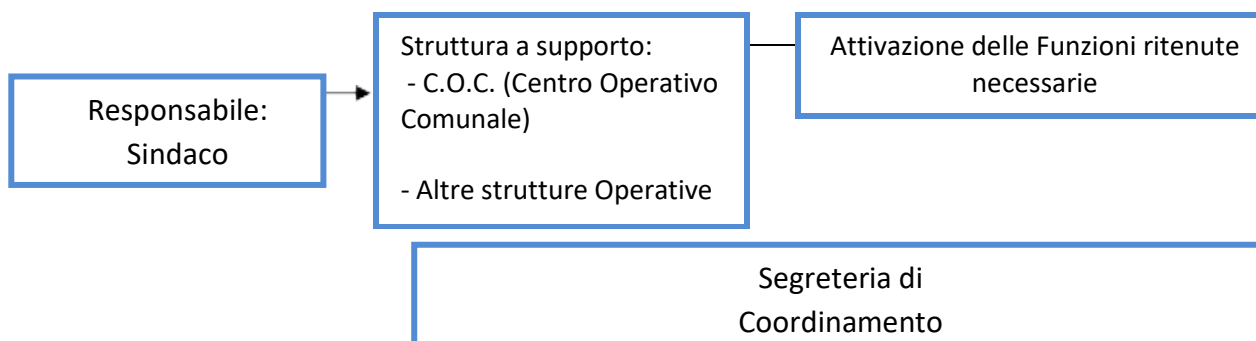 Responsabile:
Sindaco
Struttura a supporto:
- C.O.C. (Centro Operativo
Comunale)
- Altre strutture Operative
Attivazione delle Funzioni ritenute
necessarie
Segreteria di
Coordinamento